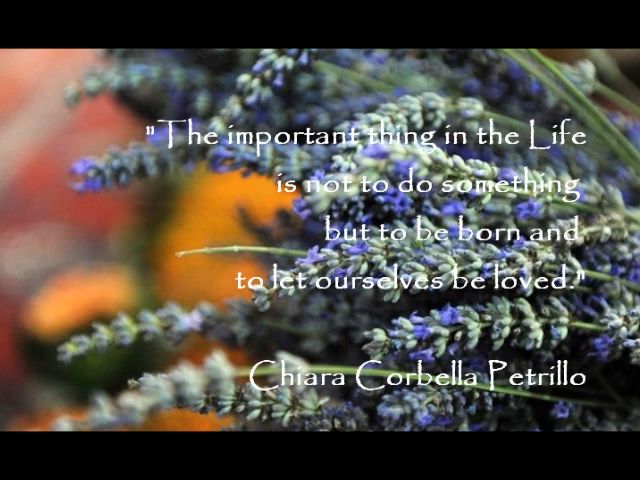 "The important thing in the Life
is not to do something
but to be born and
to let ourselves be loved."
Chiara Corbella Petrillo